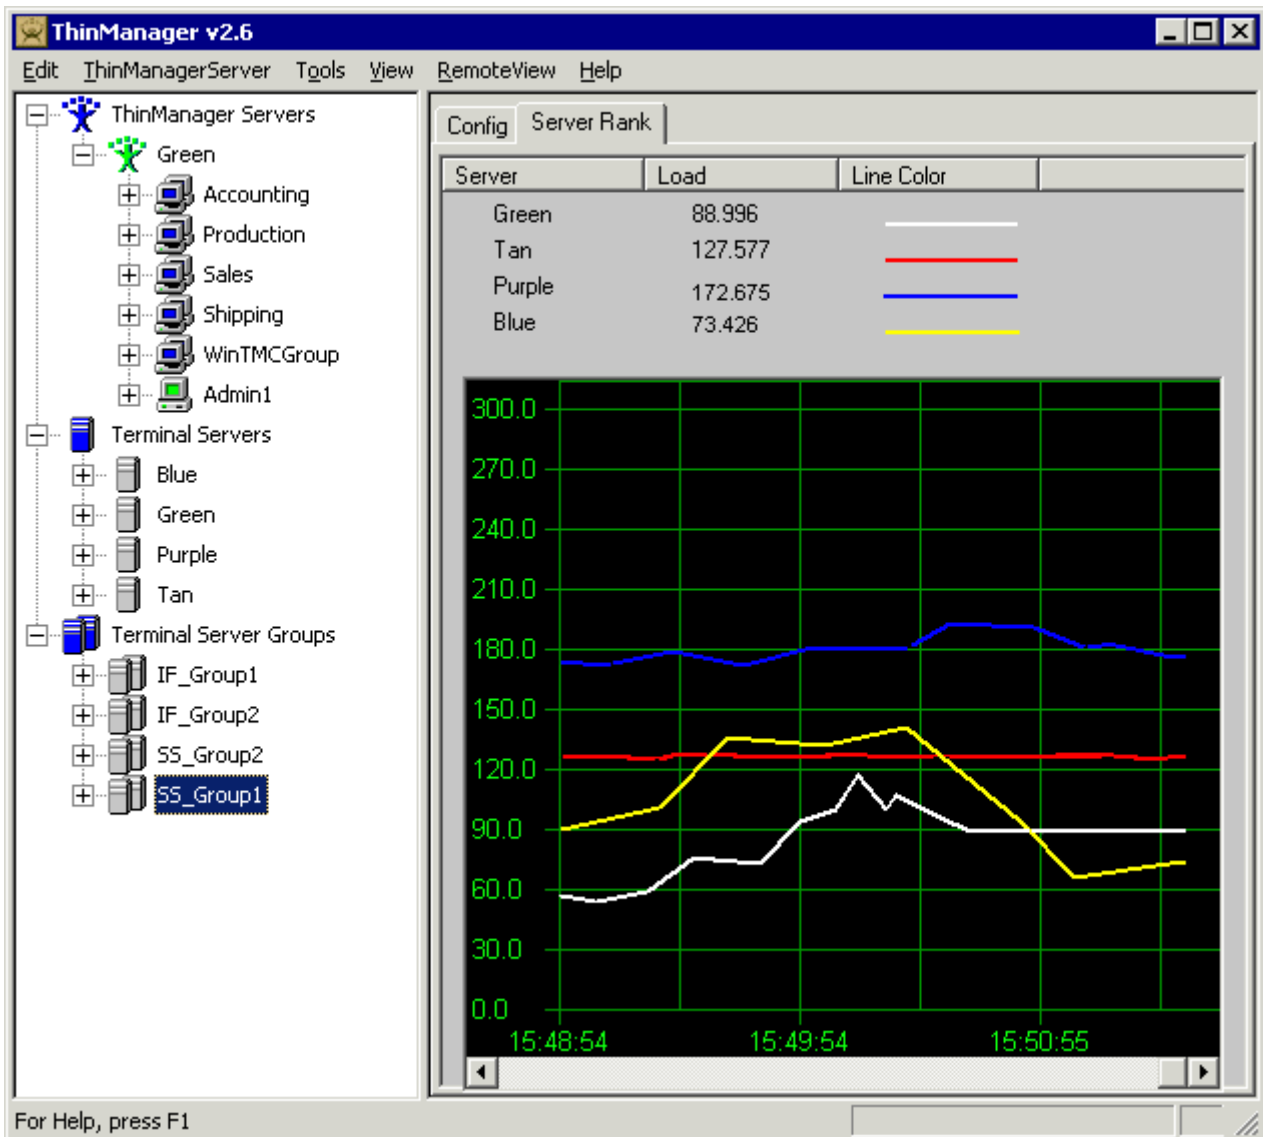 ThinManager v2.6
Edit ThinManagerServer Tools View RemoteView Help
ThinManager Servers
Green
Accounting
Production
Sales
Shipping
WinTMCGroup
Admin1
Terminal Servers
Blue
Green
Purple
Tan
Terminal Server Groups
IF_Group1
IF_Group2
SS_Group2
SS_Group1
Config Server Rank
Server Load Line Color
Green 88.996
Tan 127.577
Purple 172.675
Blue 73.426
300.0
270.0
240.0
210.0
180.0
150.0
120.0
90.0
60.0
30.0
0.0
15:48:54 15:49:54 15:50:55
For Help, press F1